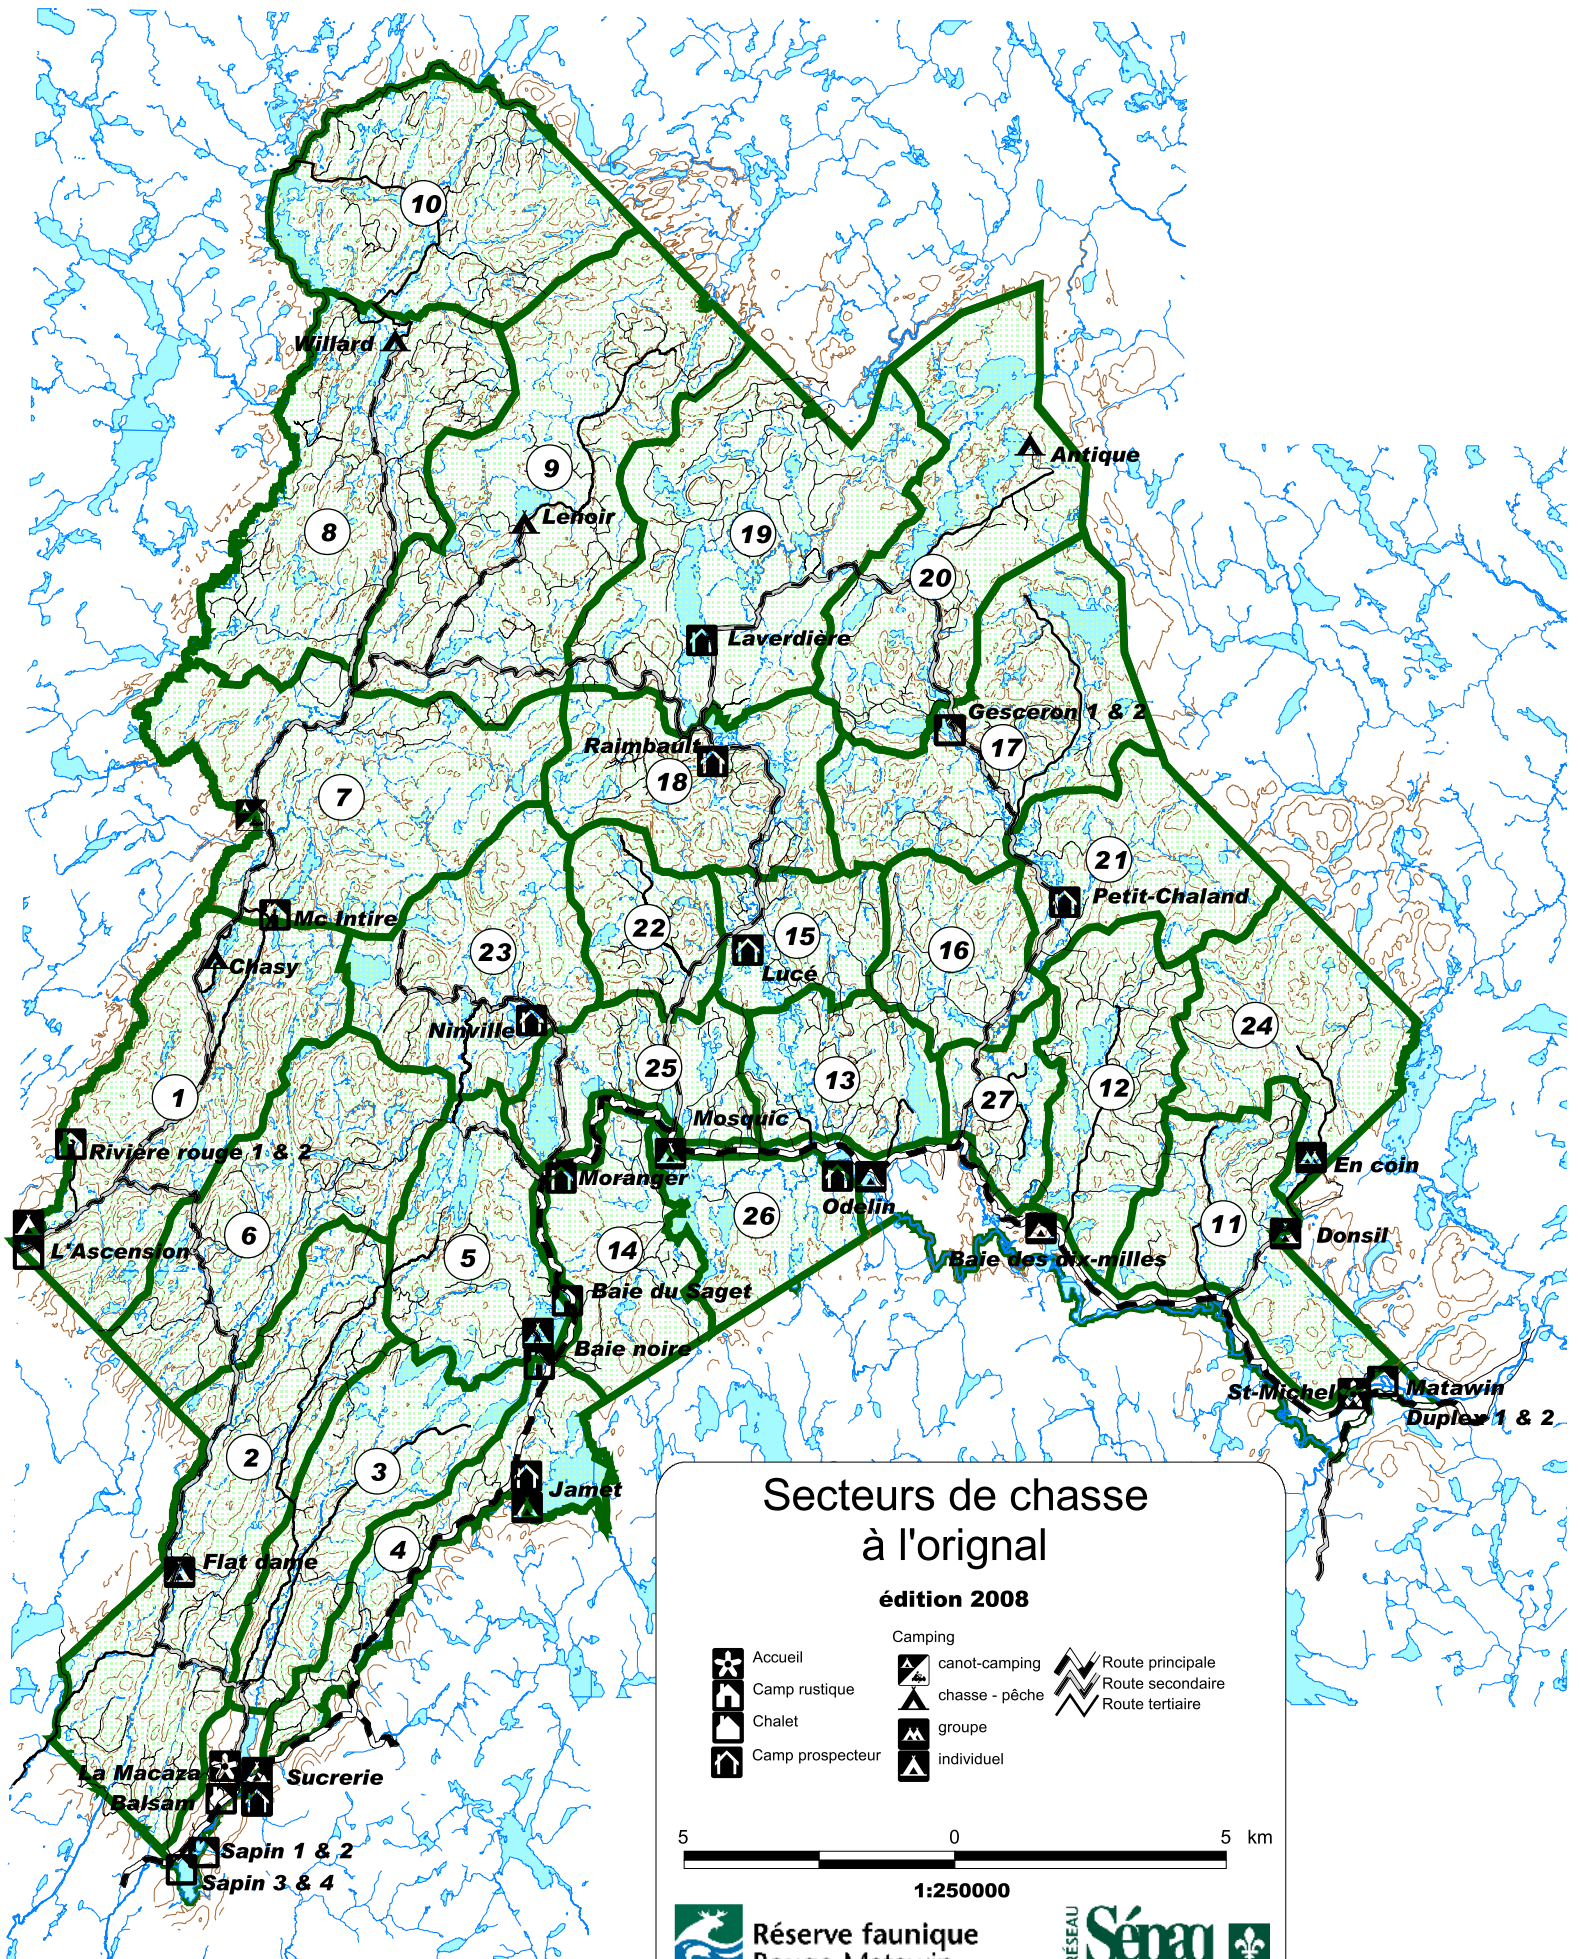 10
Willard
9
Lenoir
8
Antique
19
20
Laverdière
Gesceron 1 & 2
17
Raimbault
18
7
21
Petit-Chaland
Mc Intire
22
15
16
23
Chasy
Lucé
Ninville
24
25
13
12
27
1
Mosquic
Rivière rouge 1 & 2
Moranger
En coin
Odelin
26
11
6
14
5
L'Ascension
Donsil
Baie des dix-milles
Baie du Saget
Baie noire
St-Michel
Matawin
Duplex 1 & 2
2
3
Jamet
4
Flat dame
La Macaza
Sucrerie
Balsam
Sapin 1 & 2
Sapin 3 & 4
Secteurs de chasse
à l'orignal
édition 2008
Accueil
Camp rustique
Chalet
Camp prospecteur
Camping
canot-camping
chasse - pêche
groupe
individuel
Route principale
Route secondaire
Route tertiaire
5 0 5 km
1:250000
Réserve faunique
Rouge-Matawin
RÉSEAU
Sépaq